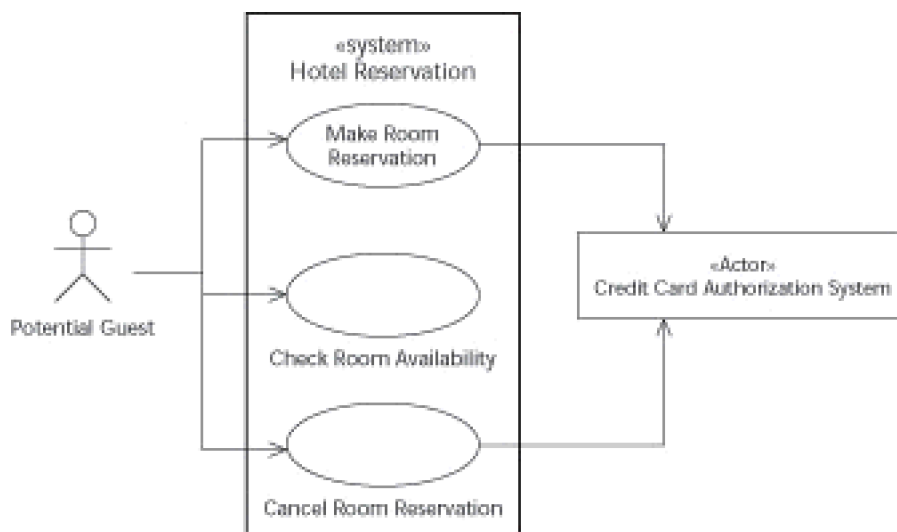 «system»
Hotel Reservation
Make Room
Reservation
Potential Guest
Check Room Availability
Cancel Room Reservation
«Actor»
Credit Card Authorization System